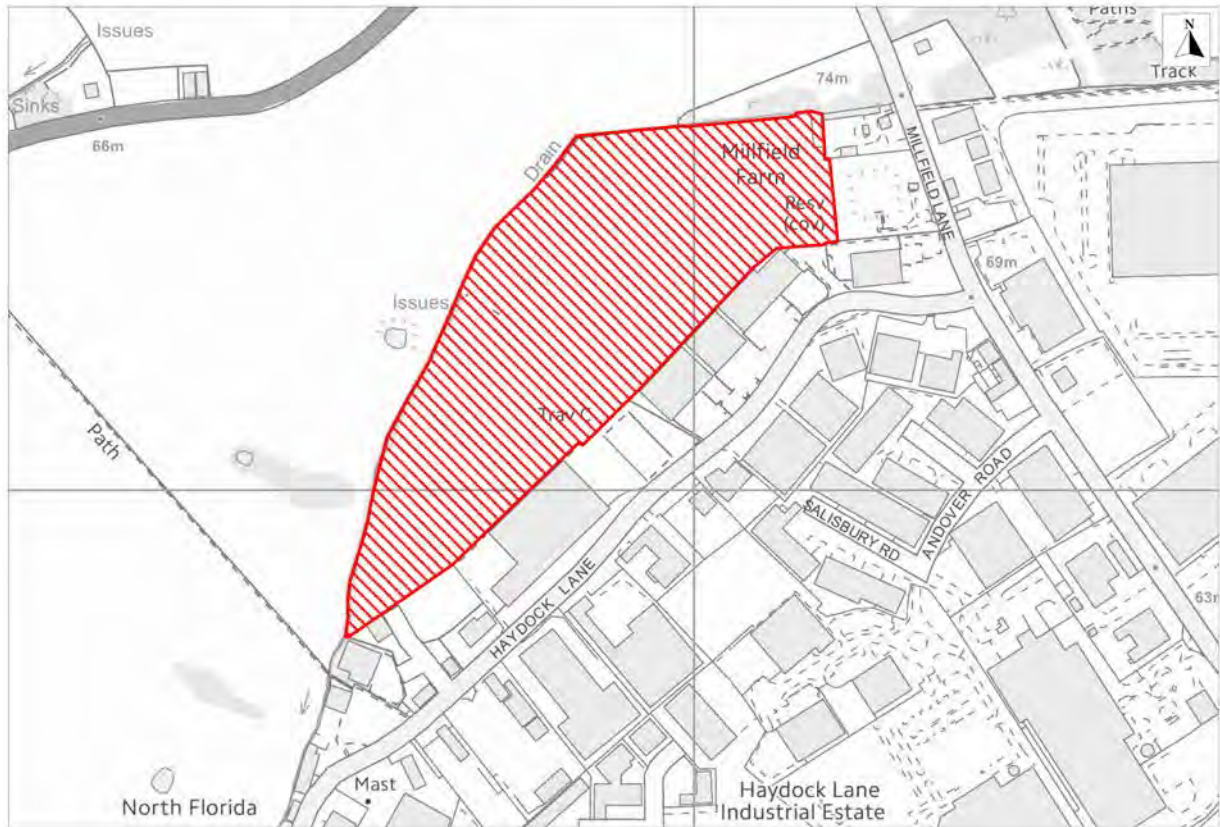 Issues
Paths
N
Track
74m
Sinks
66m
Drain
Millfield
Farm
MILLFIELD LANE
Resv
(cov)
69m
Issues
Path
Trav C
ANDOVER ROAD
SALISBURY RD
63m
HAYDOCK LANE
Mast
North Florida
Haydock Lane
Industrial Estate